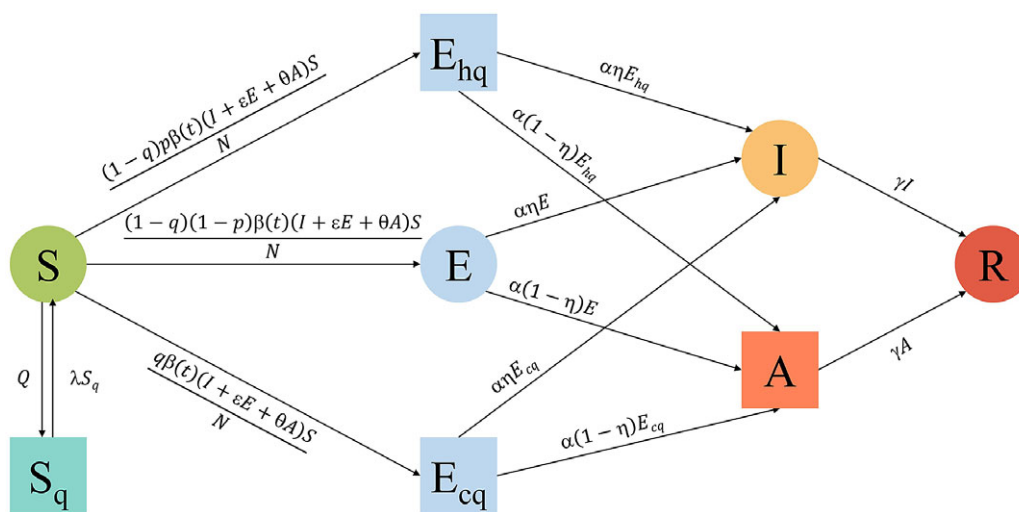 E_hq
(1 − q)pβ(t)(I + εE + θA)S
N
αηE_hq
α(1 − η)E_hq
I
γI
(1 − q)(1 − p)β(t)(I + εE + θA)S
N
αηE
S
E
R
α(1 − η)E
Q
λS_q
qβ(t)(I + εE + θA)S
N
αηE_cq
A
γA
α(1 − η)E_cq
S_q
E_cq